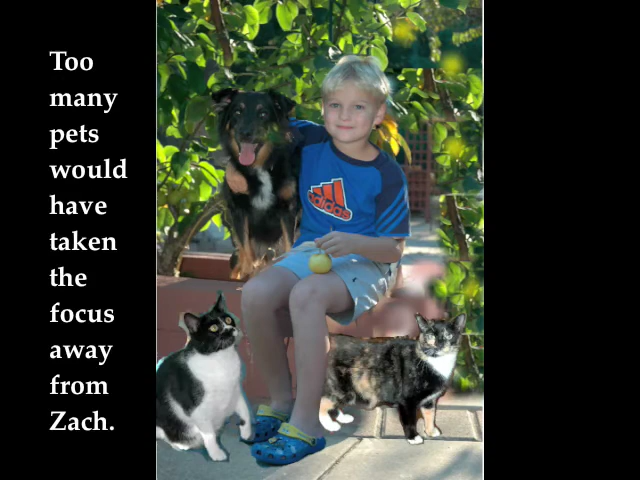 Too
many
pets
would
have
taken
the
focus
away
from
Zach.
adidas